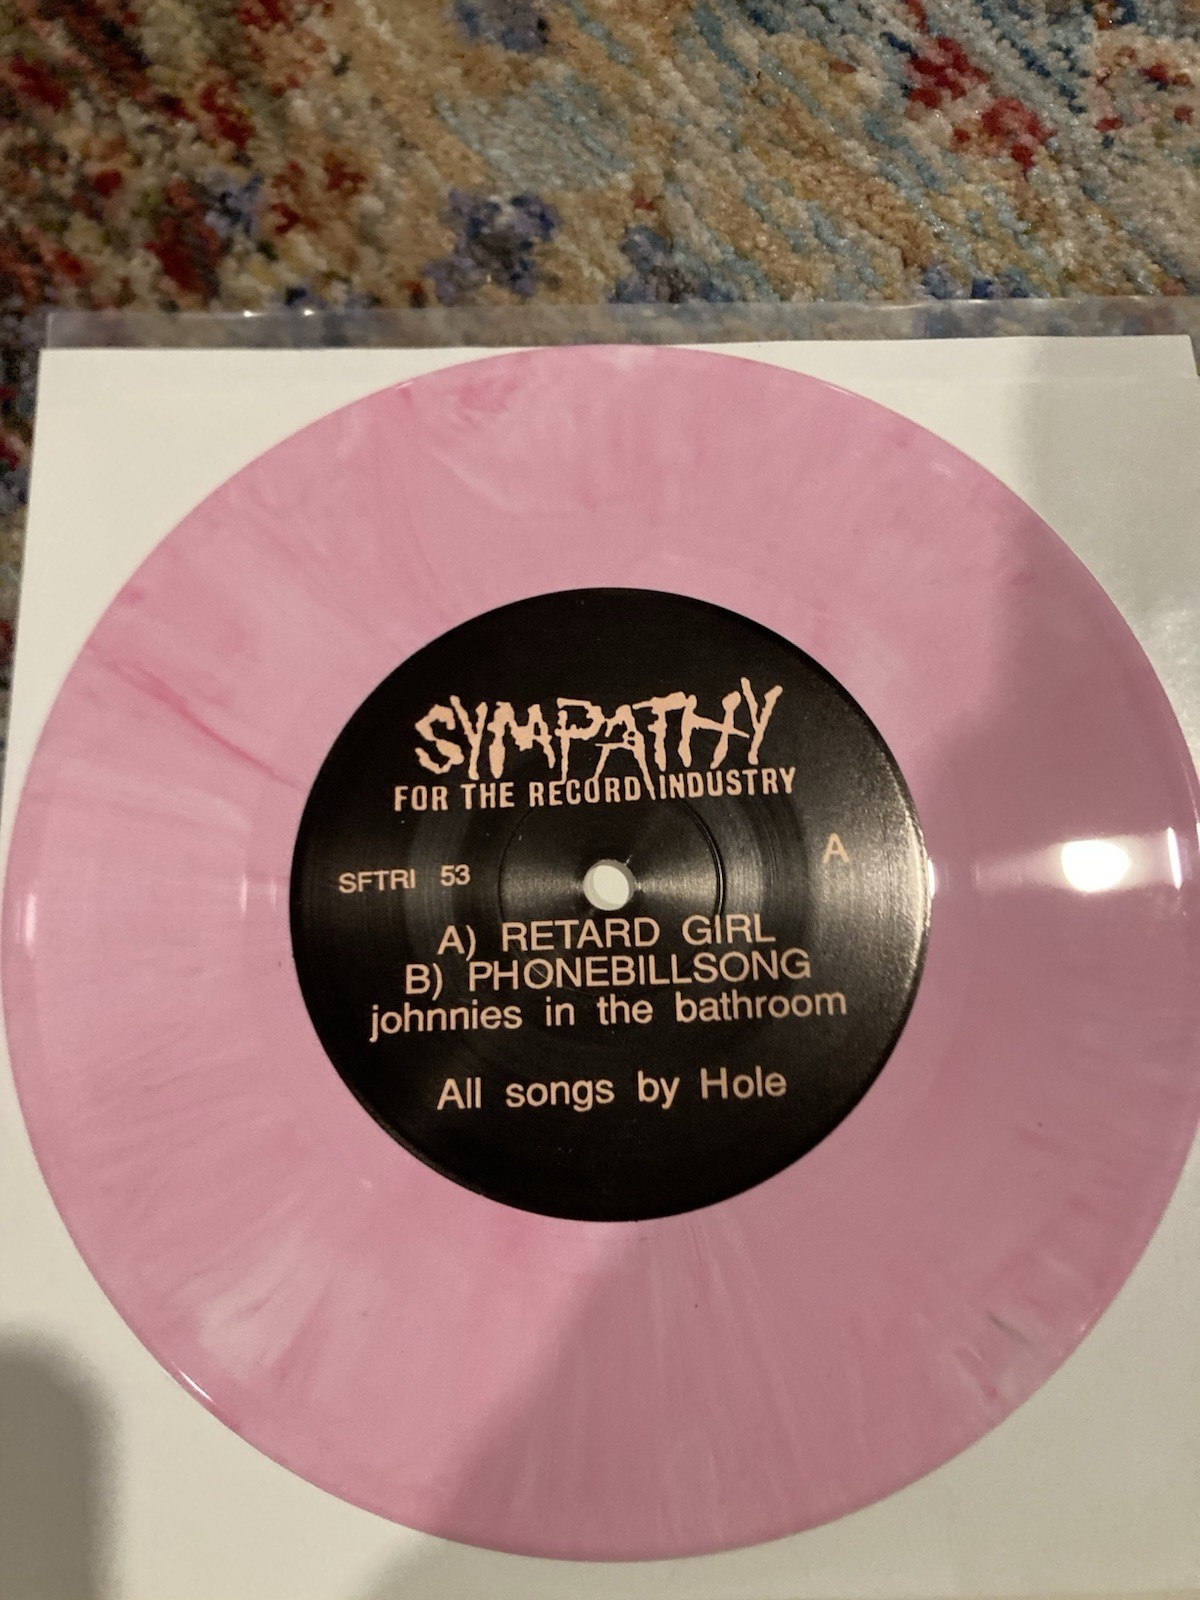 SYMPATHY
FOR THE RECORD INDUSTRY
SFTRI 53
A
A) RETARD GIRL
B) PHONEBILLSONG
johnnies in the bathroom
All songs by Hole